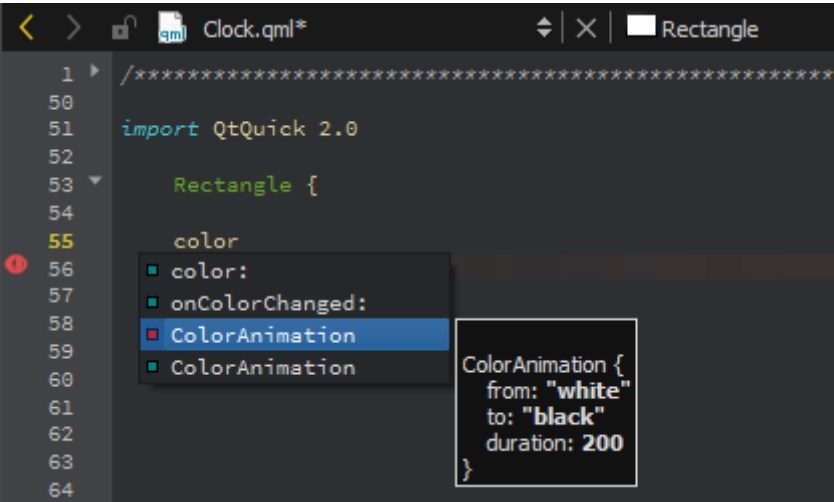 qml Clock.qml* Rectangle
1 /******************************************************
50
51 import QtQuick 2.0
52
53 Rectangle {
54
55 color
56 color:
57 onColorChanged:
58 ColorAnimation
59 ColorAnimation
60
61
62
63
64
ColorAnimation {
from: "white"
to: "black"
duration: 200
}